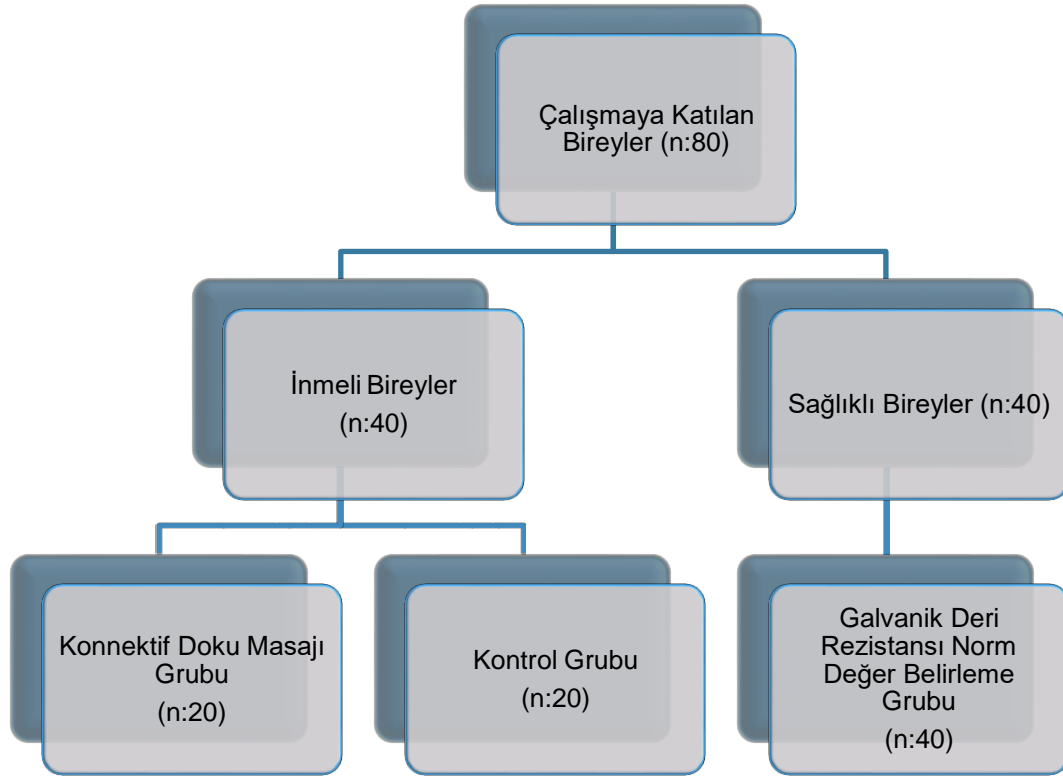 Çalışmaya Katılan
Bireyler (n:80)
İnmeli Bireyler
(n:40)
Sağlıklı Bireyler (n:40)
Konnektif Doku Masajı
Grubu
(n:20)
Kontrol Grubu
(n:20)
Galvanik Deri
Rezistansı Norm
Değer Belirleme
Grubu
(n:40)